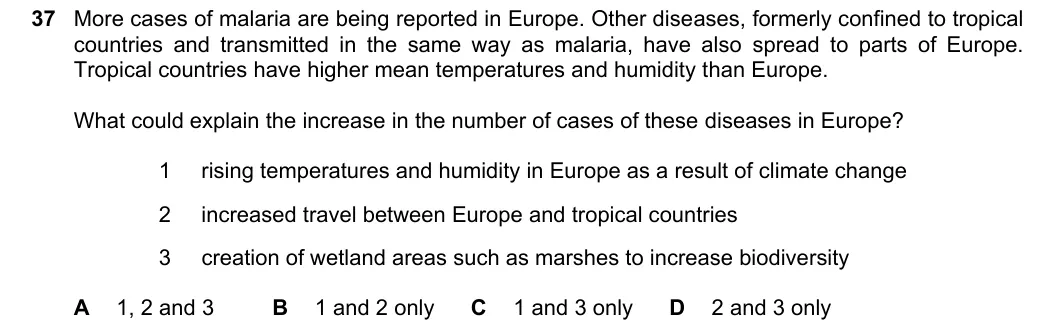 37 More cases of malaria are being reported in Europe. Other diseases, formerly confined to tropical
countries and transmitted in the same way as malaria, have also spread to parts of Europe.
Tropical countries have higher mean temperatures and humidity than Europe.
What could explain the increase in the number of cases of these diseases in Europe?
1 rising temperatures and humidity in Europe as a result of climate change
2 increased travel between Europe and tropical countries
3 creation of wetland areas such as marshes to increase biodiversity
A 1, 2 and 3 B 1 and 2 only C 1 and 3 only D 2 and 3 only